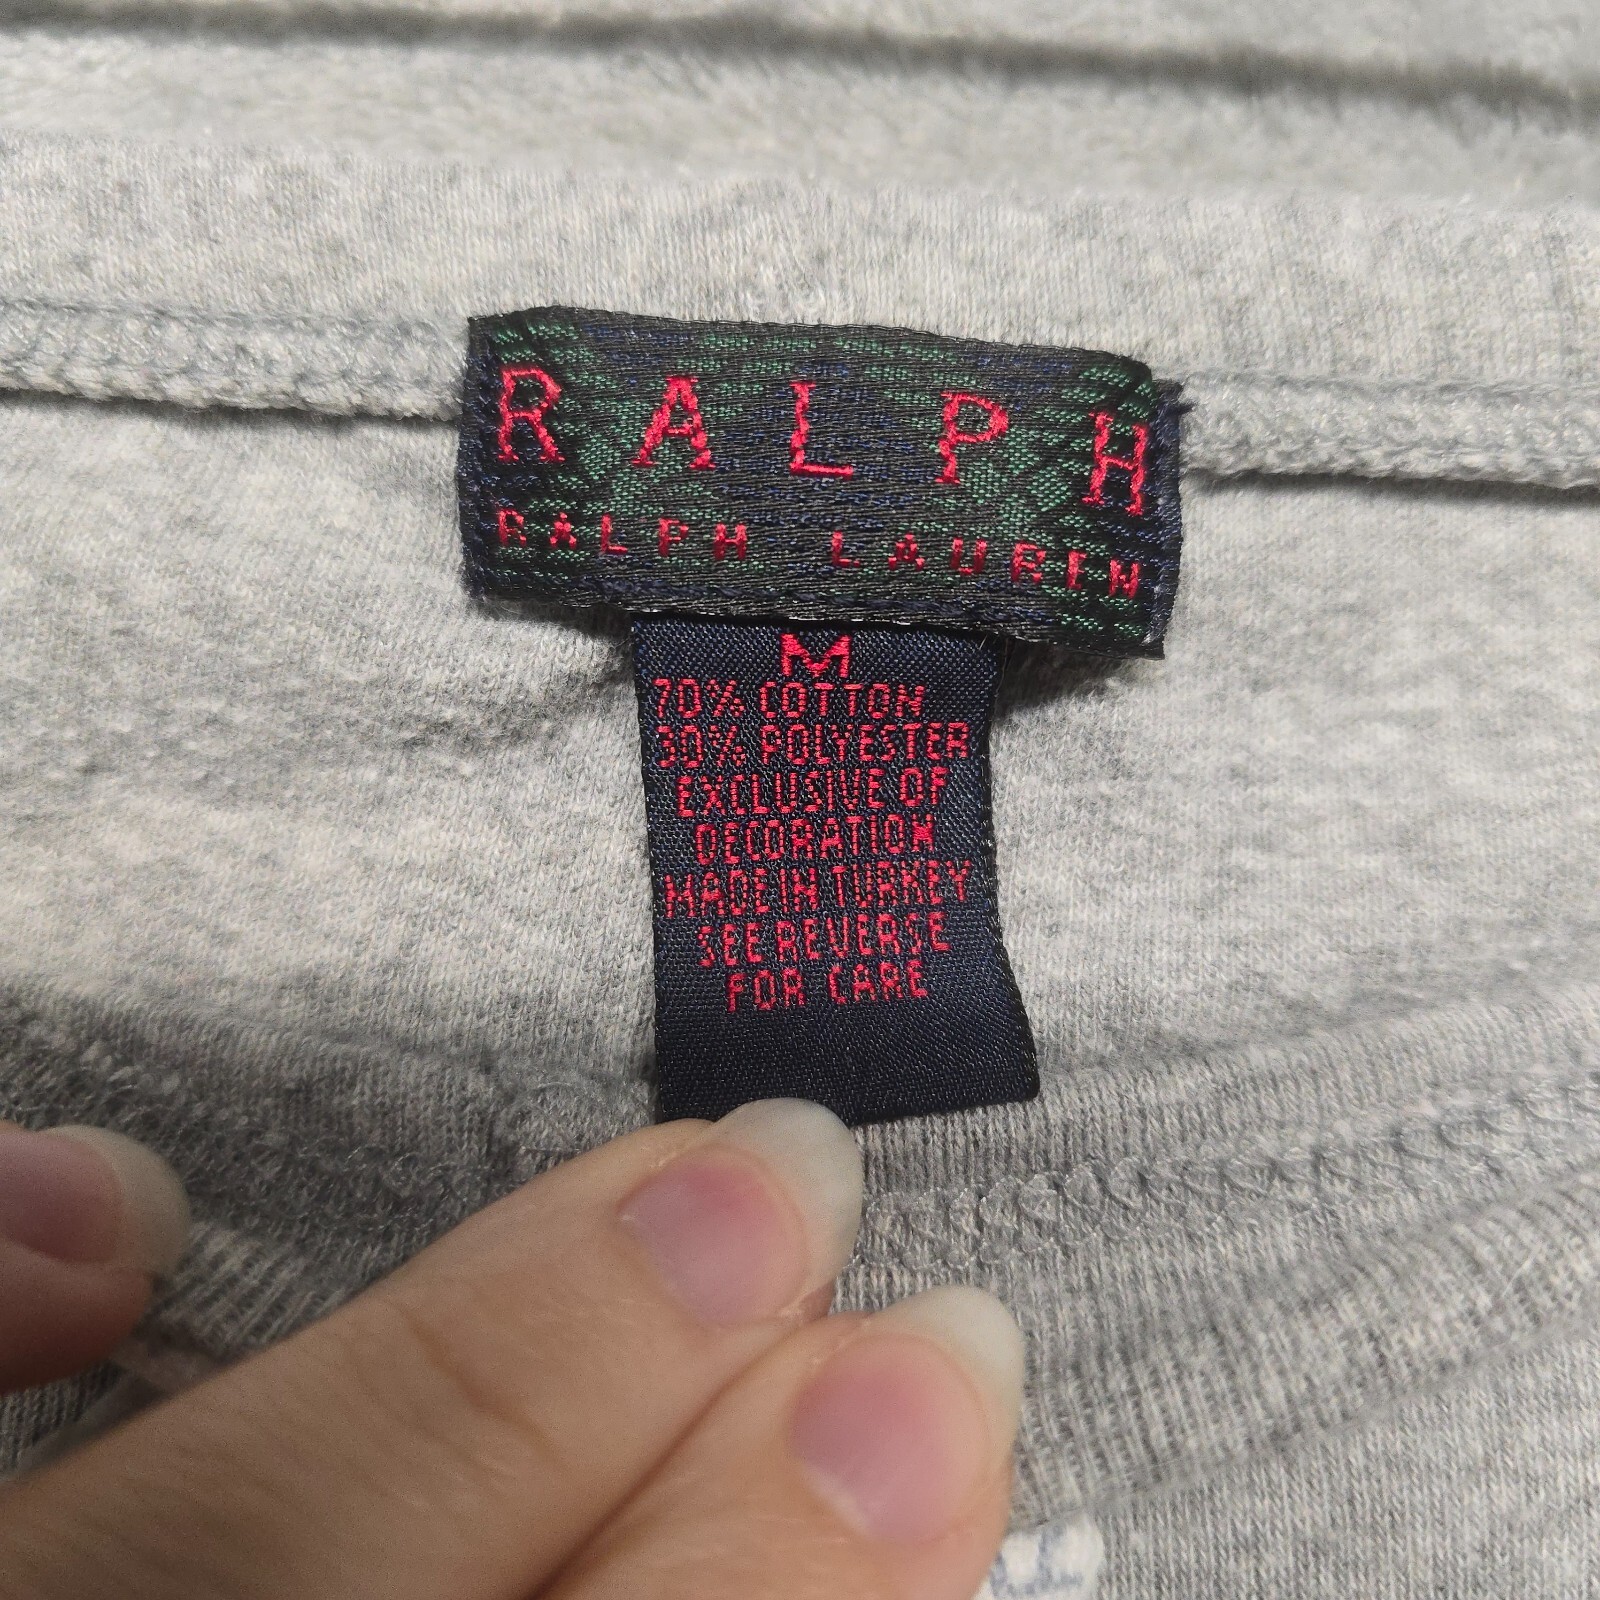 RALPH
RALPH LAUREN
M
70% COTTON
30% POLYESTER
EXCLUSIVE OF
DECORATION
MADE IN TURKEY
SEE REVERSE
FOR CARE